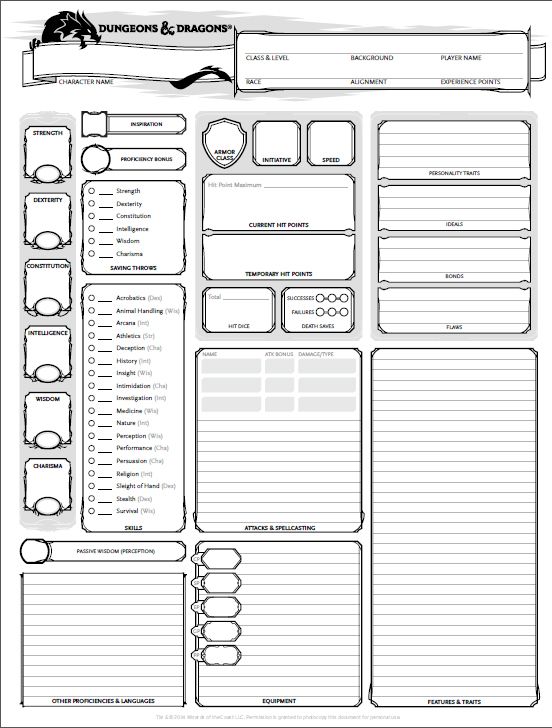 DUNGEONS & DRAGONS®
CLASS & LEVEL BACKGROUND PLAYER NAME
CHARACTER NAME
RACE ALIGNMENT EXPERIENCE POINTS
STRENGTH
DEXTERITY
CONSTITUTION
INTELLIGENCE
WISDOM
CHARISMA
INSPIRATION
PROFICIENCY BONUS
Strength
Dexterity
Constitution
Intelligence
Wisdom
Charisma
SAVING THROWS
Acrobatics (Dex)
Animal Handling (Wis)
Arcana (Int)
Athletics (Str)
Deception (Cha)
History (Int)
Insight (Wis)
Intimidation (Cha)
Investigation (Int)
Medicine (Wis)
Nature (Int)
Perception (Wis)
Performance (Cha)
Persuasion (Cha)
Religion (Int)
Sleight of Hand (Dex)
Stealth (Dex)
Survival (Wis)
SKILLS
PASSIVE WISDOM (PERCEPTION)
OTHER PROFICIENCIES & LANGUAGES
ARMOR
CLASS
INITIATIVE
SPEED
Hit Point Maximum
CURRENT HIT POINTS
TEMPORARY HIT POINTS
Total
HIT DICE
SUCCESSES
FAILURES
DEATH SAVES
NAME ATK BONUS DAMAGE/TYPE
ATTACKS & SPELLCASTING
EQUIPMENT
PERSONALITY TRAITS
IDEALS
BONDS
FLAWS
FEATURES & TRAITS
TM & © 2014 Wizards of the Coast LLC. Permission is granted to photocopy this document for personal use.